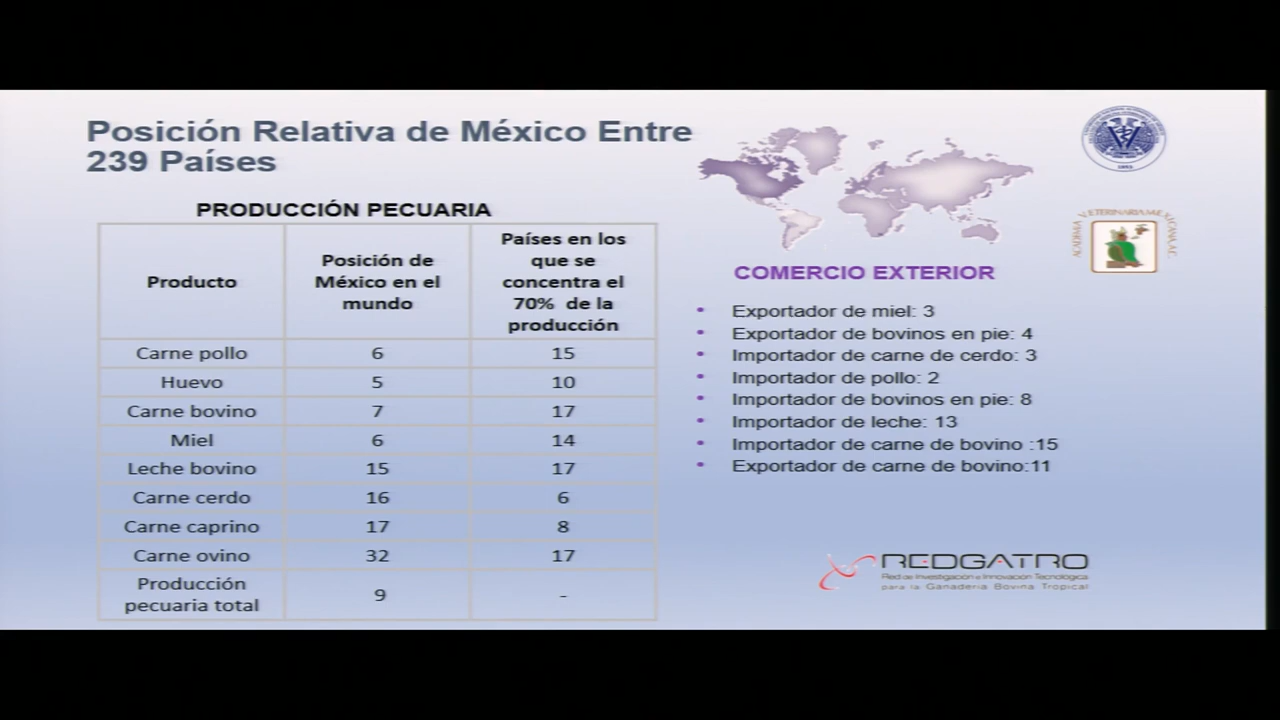 Posición Relativa de México Entre
239 Países
PRODUCCIÓN PECUARIA
Producto
Posición de
México en el
mundo
Países en los
que se
concentra el
70% de la
producción
Carne pollo 6 15
Huevo 5 10
Carne bovino 7 17
Miel 6 14
Leche bovino 15 17
Carne cerdo 16 6
Carne caprino 17 8
Carne ovino 32 17
Producción
pecuaria total 9 -
COMERCIO EXTERIOR
• Exportador de miel: 3
• Exportador de bovinos en pie: 4
• Importador de carne de cerdo: 3
• Importador de pollo: 2
• Importador de bovinos en pie: 8
• Importador de leche: 13
• Importador de carne de bovino :15
• Exportador de carne de bovino:11
ACADEMIA VETERINARIA MEXICANA, A.C.
REDGATRO
Red de Investigación e Innovación Tecnológica
para la Ganadería Bovina Tropical